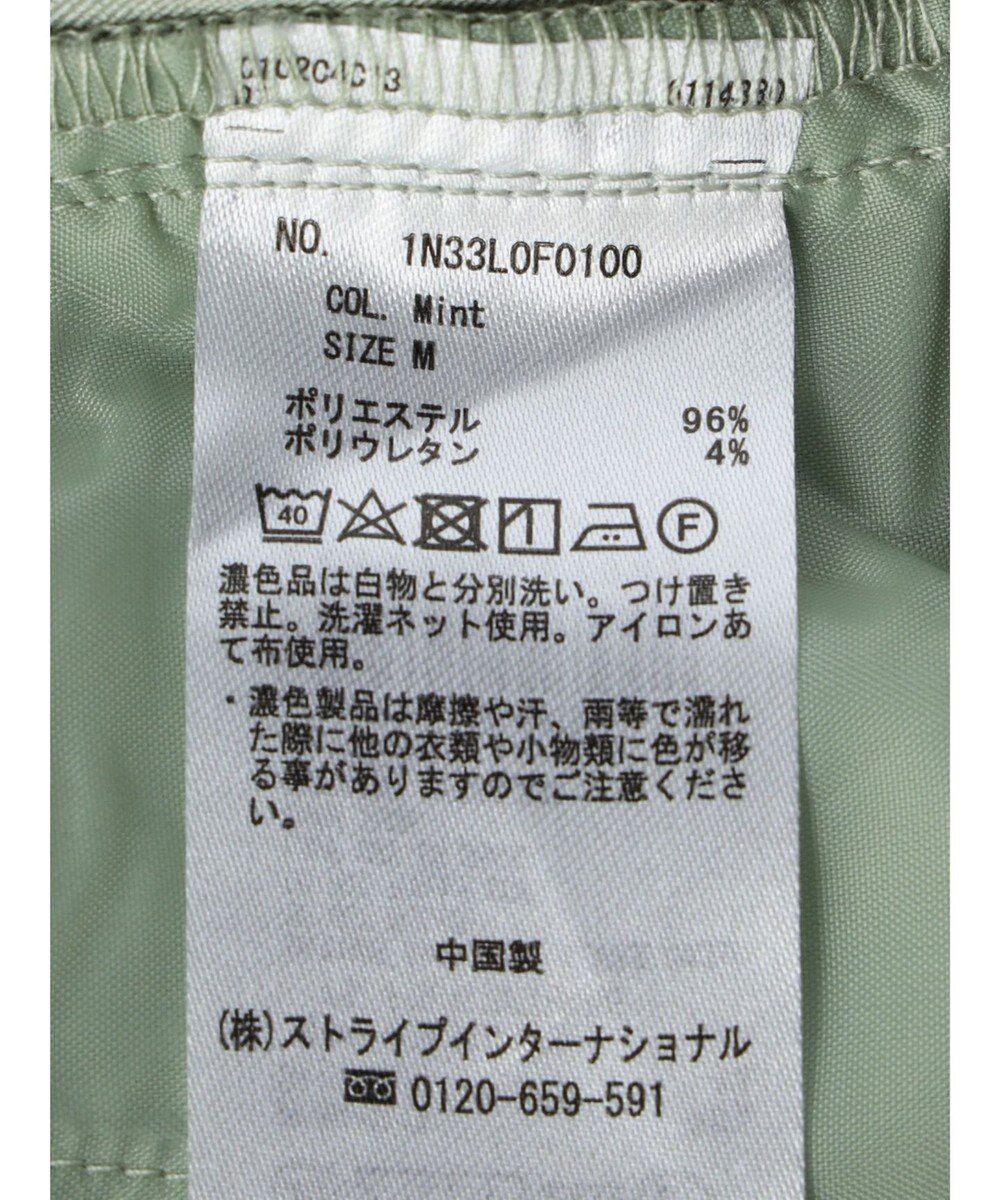 NO. 1N33L0F0100
COL. Mint
SIZE M
ポリエステル 96%
ポリウレタン 4%
40 F
濃色品は白物と分別洗い。つけ置き
禁止。洗濯ネット使用。アイロンあ
て布使用。
・濃色製品は摩擦や汗、雨等で濡れ
た際に他の衣類や小物類に色が移
る事がありますのでご注意くださ
い。
中国製
(株)ストライプインターナショナル
0120-659-591